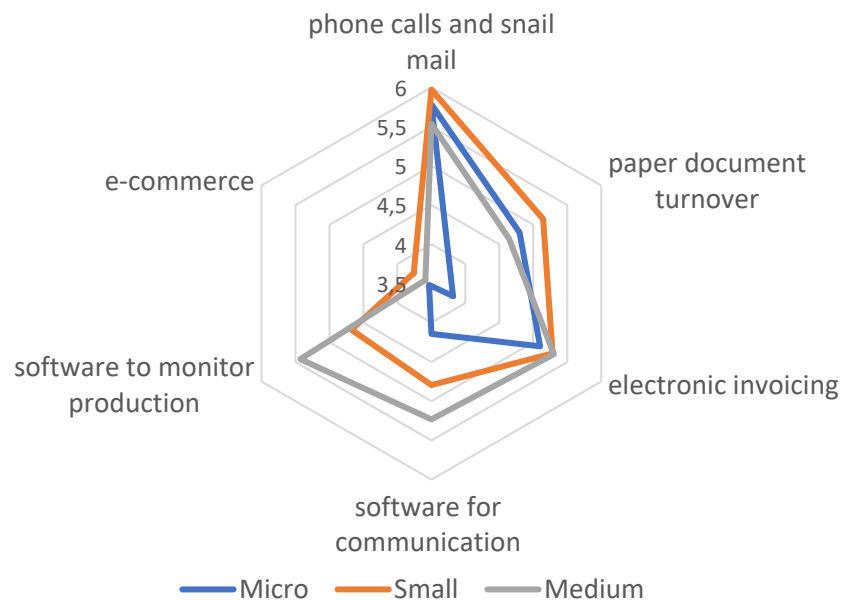 phone calls and snail
mail
6
5,5
5
4,5
4
3,5
paper document
turnover
e-commerce
software to monitor
production
electronic invoicing
software for
communication
Micro
Small
Medium